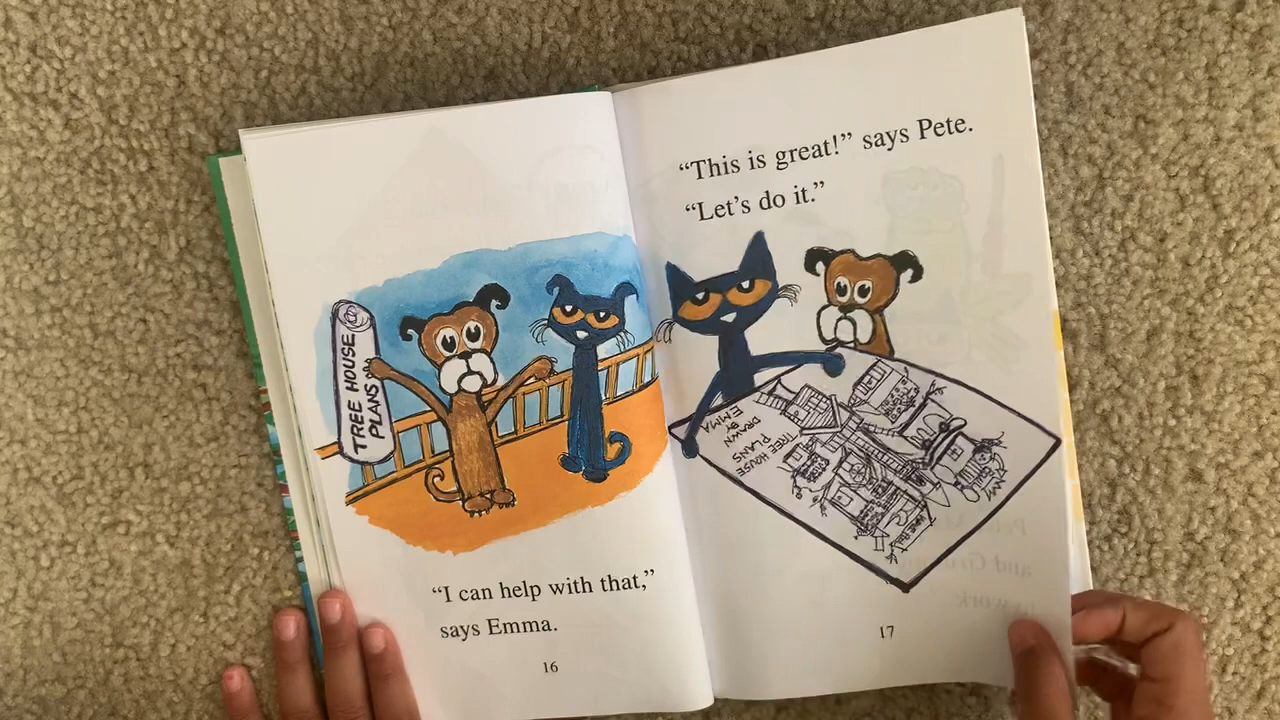 TREE HOUSE
PLANS
“I can help with that,”
says Emma.
16
“This is great!” says Pete.
“Let’s do it.”
TREE HOUSE
PLANS
DRAWN
BY
EMMA
17